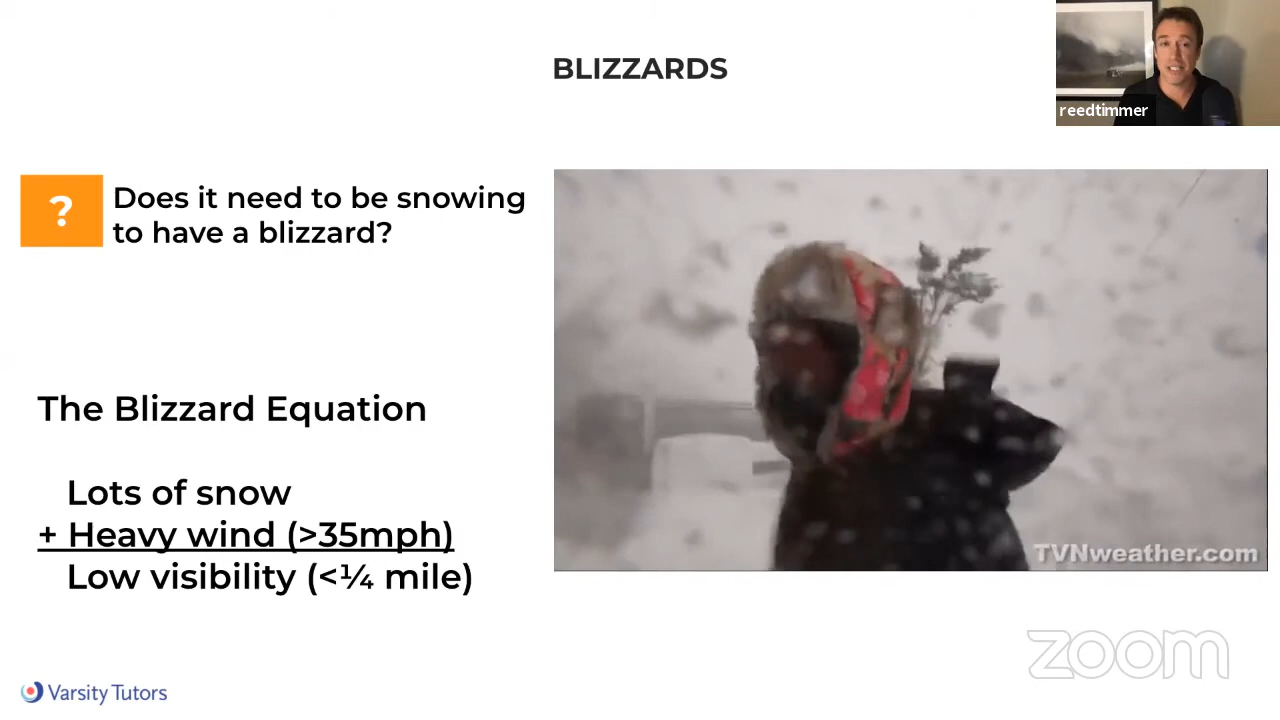 BLIZZARDS
reedtimmer
?
Does it need to be snowing
to have a blizzard?
The Blizzard Equation
Lots of snow
+ Heavy wind (>35mph)
Low visibility (<¼ mile)
TVNweather.com
zoom
Varsity Tutors